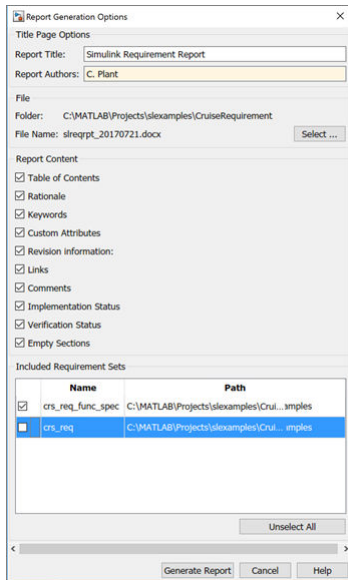 Report Generation Options
Title Page Options
Report Title: Simulink Requirement Report
Report Authors: C. Plant
File
Folder: C:\MATLAB\Projects\slexamples\CruiseRequirement
File Name: slreqrpt_20170721.docx Select ...
Report Content
Table of Contents
Rationale
Keywords
Custom Attributes
Revision information:
Links
Comments
Implementation Status
Verification Status
Empty Sections
Included Requirement Sets
Name Path
crs_req_func_spec C:\MATLAB\Projects\slexamples\Crui... amples
crs_req C:\MATLAB\Projects\slexamples\Crui... imples
Unselect All
Generate Report Cancel Help